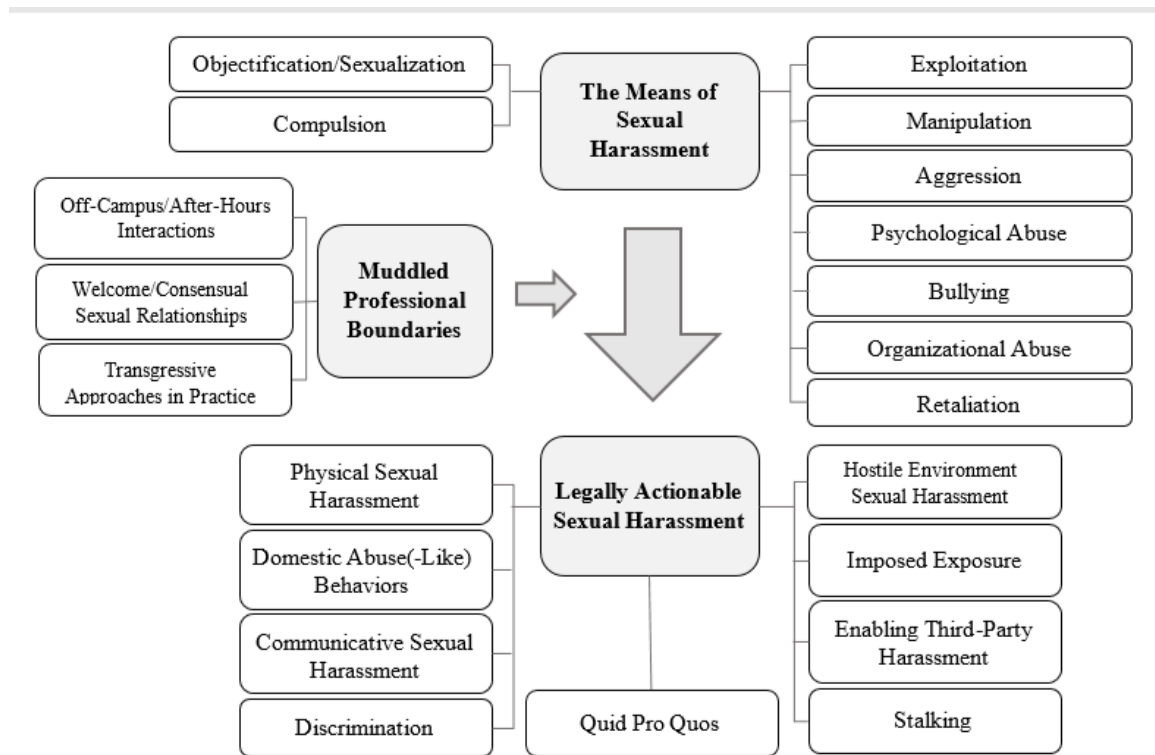 Objectification/Sexualization
Compulsion
The Means of
Sexual
Harassment
Exploitation
Manipulation
Aggression
Psychological Abuse
Bullying
Organizational Abuse
Retaliation
Off-Campus/After-Hours
Interactions
Welcome/Consensual
Sexual Relationships
Transgressive
Approaches in Practice
Muddled
Professional
Boundaries
Physical Sexual
Harassment
Domestic Abuse(-Like)
Behaviors
Communicative Sexual
Harassment
Discrimination
Legally Actionable
Sexual Harassment
Quid Pro Quos
Hostile Environment
Sexual Harassment
Imposed Exposure
Enabling Third-Party
Harassment
Stalking